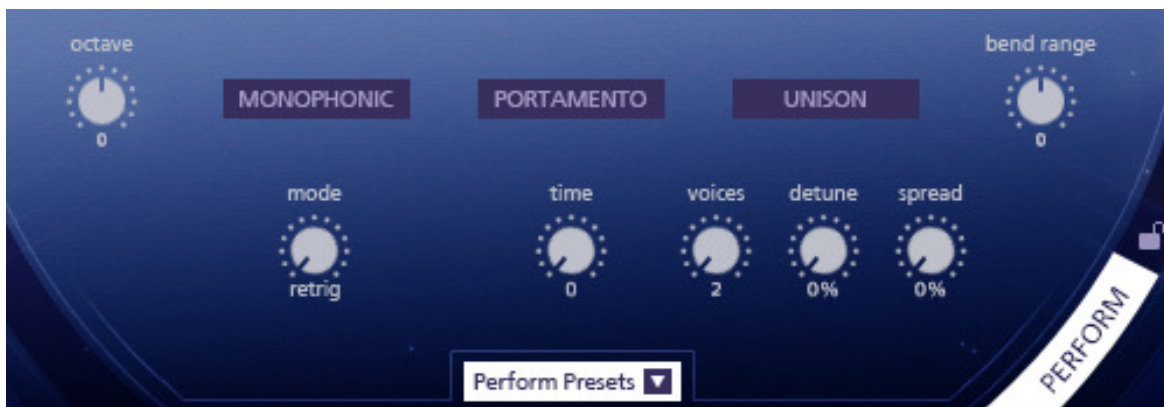 octave
bend range
MONOPHONIC
PORTAMENTO
UNISON
0
0
mode
time
voices
detune
spread
retrig
0
2
0%
0%
PERFORM
Perform Presets